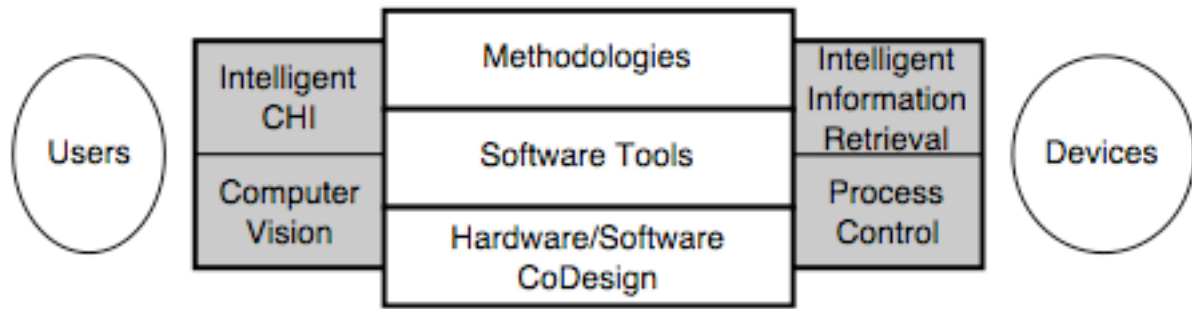 Users
Intelligent
CHI
Computer
Vision
Methodologies
Software Tools
Hardware/Software
CoDesign
Intelligent
Information
Retrieval
Process
Control
Devices